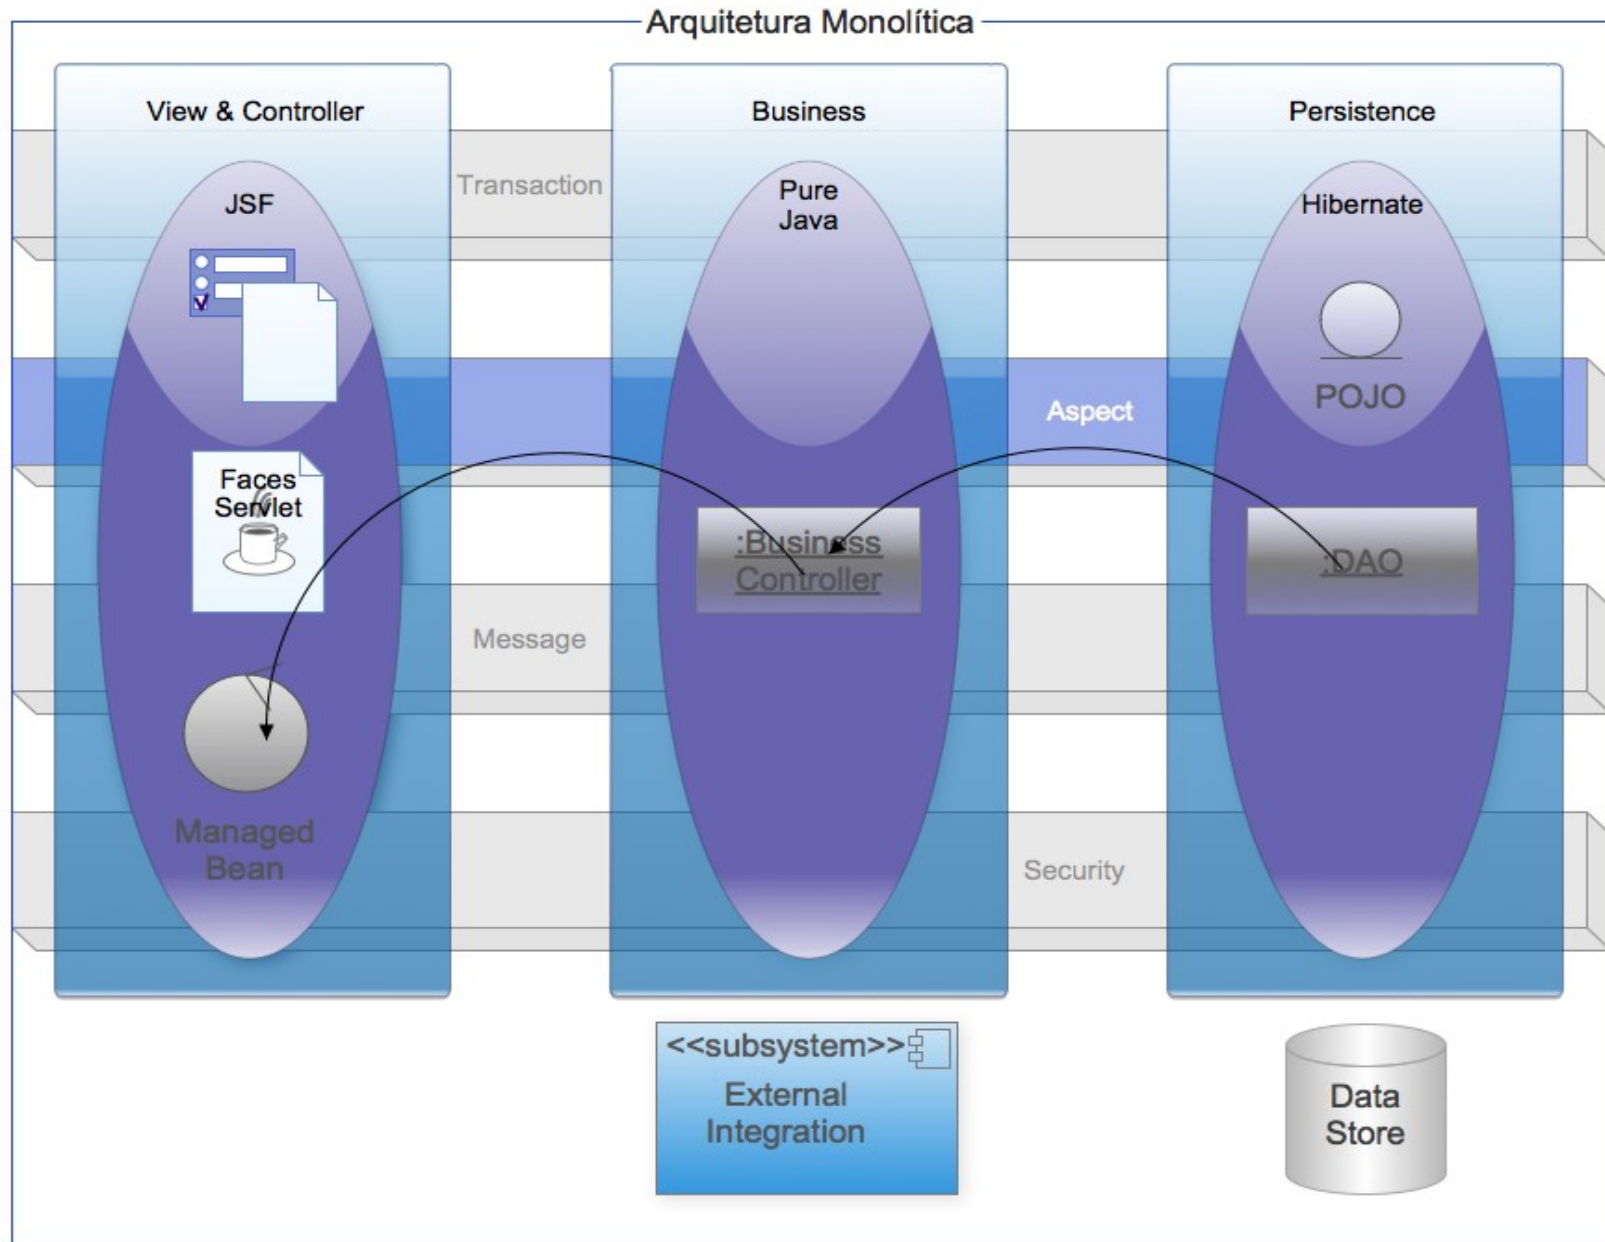 Arquitetura Monolítica
View & Controller
Business
Persistence
Transaction
JSF
Pure
Java
Hibernate
Aspect
POJO
Faces
Servlet
:Business
Controller
:DAO
Message
Managed
Bean
Security
<<subsystem>>
External
Integration
Data
Store